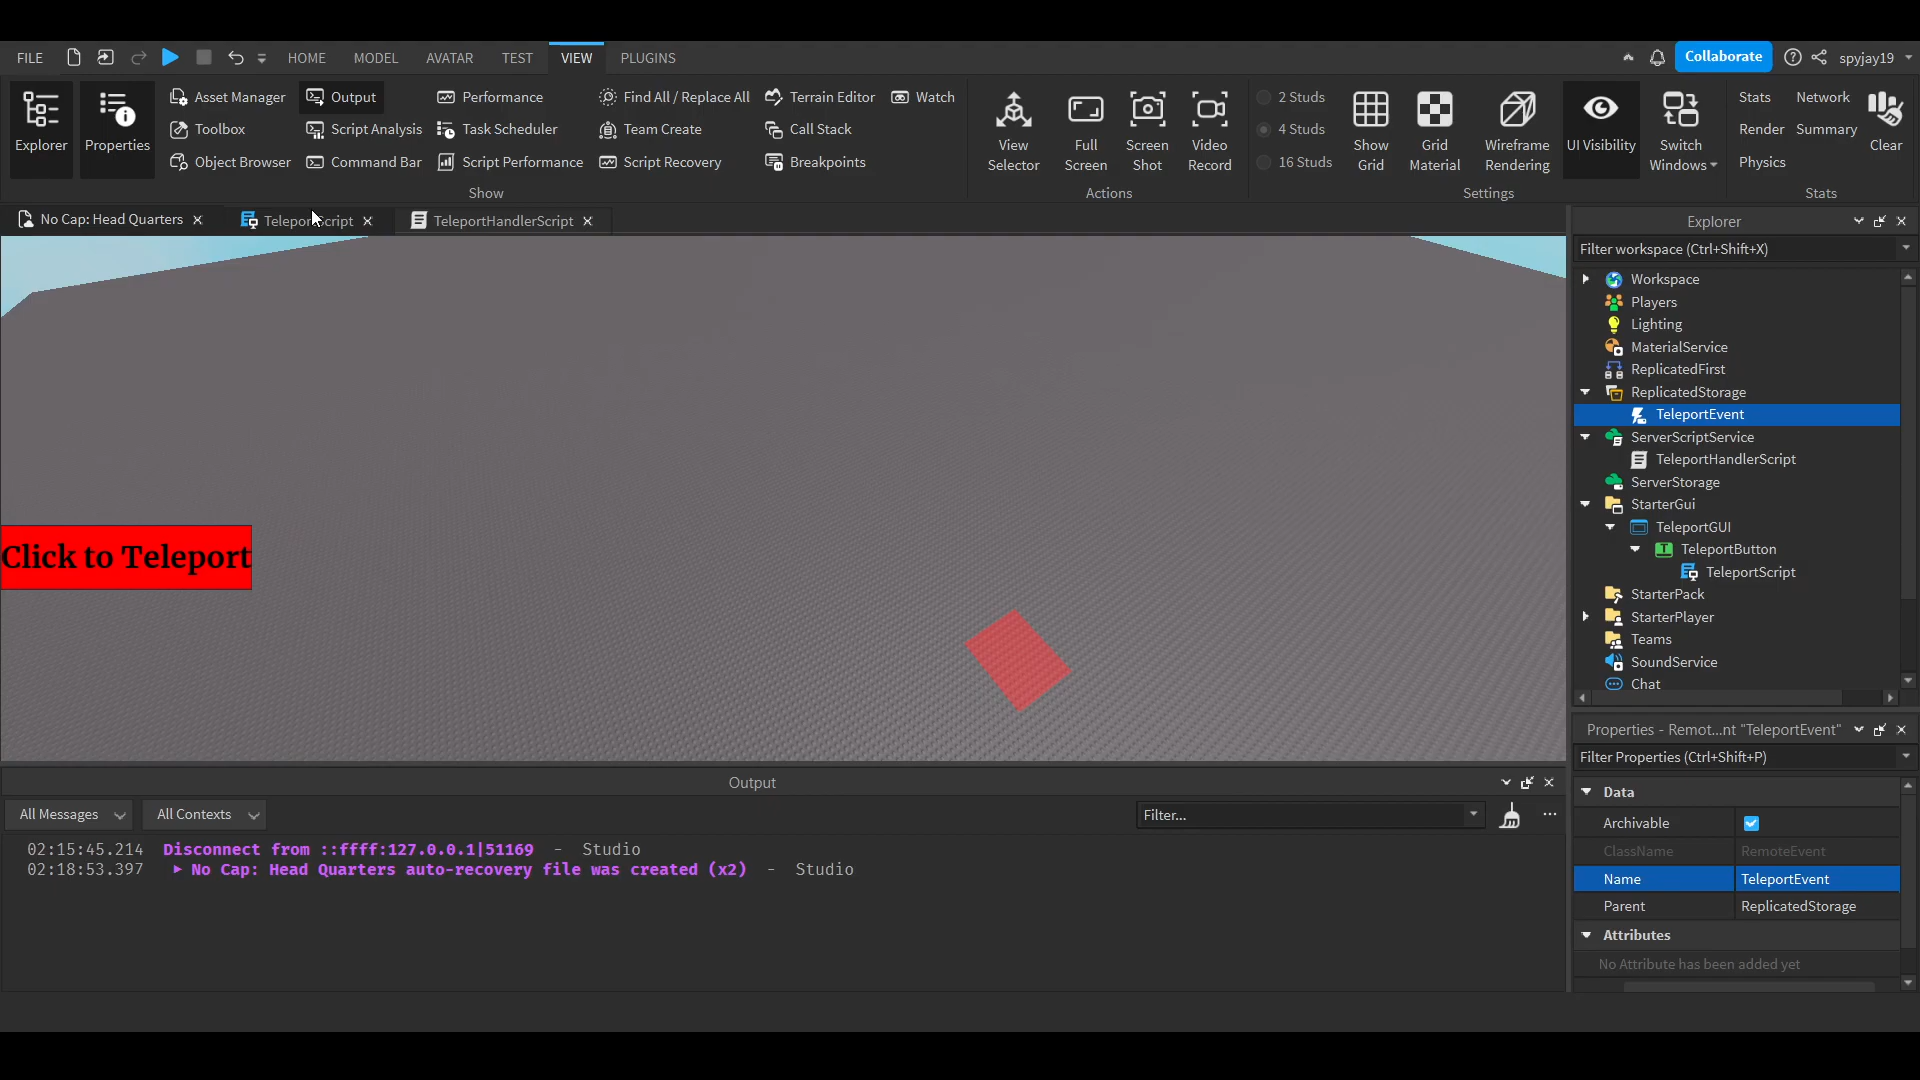 FILE HOME MODEL AVATAR TEST VIEW PLUGINS Collaborate spyjay19
Explorer
Properties
Asset Manager
Toolbox
Object Browser
Output
Script Analysis
Command Bar
Performance
Task Scheduler
Script Performance
Find All / Replace All
Team Create
Script Recovery
Terrain Editor
Call Stack
Breakpoints
Watch
Show
View Selector
Full Screen
Screen Shot
Video Record
Actions
2 Studs
4 Studs
16 Studs
Show Grid
Grid Material
Wireframe Rendering
UI Visibility
Switch Windows
Settings
Stats
Render
Physics
Network
Summary
Clear
Stats
No Cap: Head Quarters
TeleportScript
TeleportHandlerScript
Click to Teleport
Explorer
Filter workspace (Ctrl+Shift+X)
Workspace
Players
Lighting
MaterialService
ReplicatedFirst
ReplicatedStorage
TeleportEvent
ServerScriptService
TeleportHandlerScript
ServerStorage
StarterGui
TeleportGUI
TeleportButton
TeleportScript
StarterPack
StarterPlayer
Teams
SoundService
Chat
Properties - Remot...nt "TeleportEvent"
Filter Properties (Ctrl+Shift+P)
Data
Archivable
ClassName RemoteEvent
Name TeleportEvent
Parent ReplicatedStorage
Attributes
No Attribute has been added yet
Output
All Messages All Contexts Filter...
02:15:45.214 Disconnect from ::ffff:127.0.0.1|51169 - Studio
02:18:53.397 No Cap: Head Quarters auto-recovery file was created (x2) - Studio